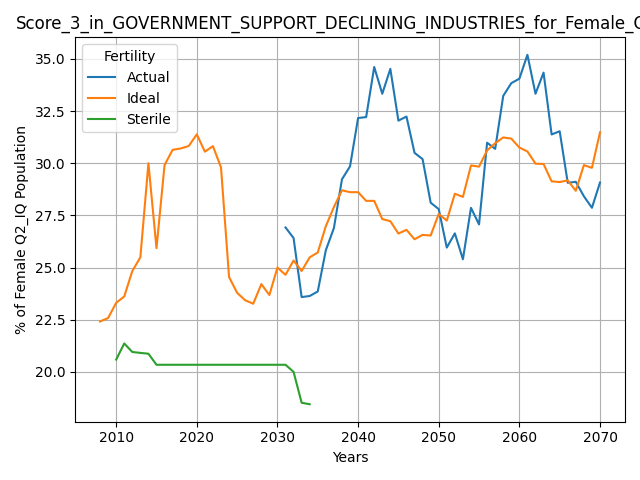 Score_3_in_GOVERNMENT_SUPPORT_DECLINING_INDUSTRIES_for_Female_
Fertility
Actual
Ideal
Sterile
% of Female Q2_IQ Population
35.0
32.5
30.0
27.5
25.0
22.5
20.0
2010 2020 2030 2040 2050 2060 2070
Years